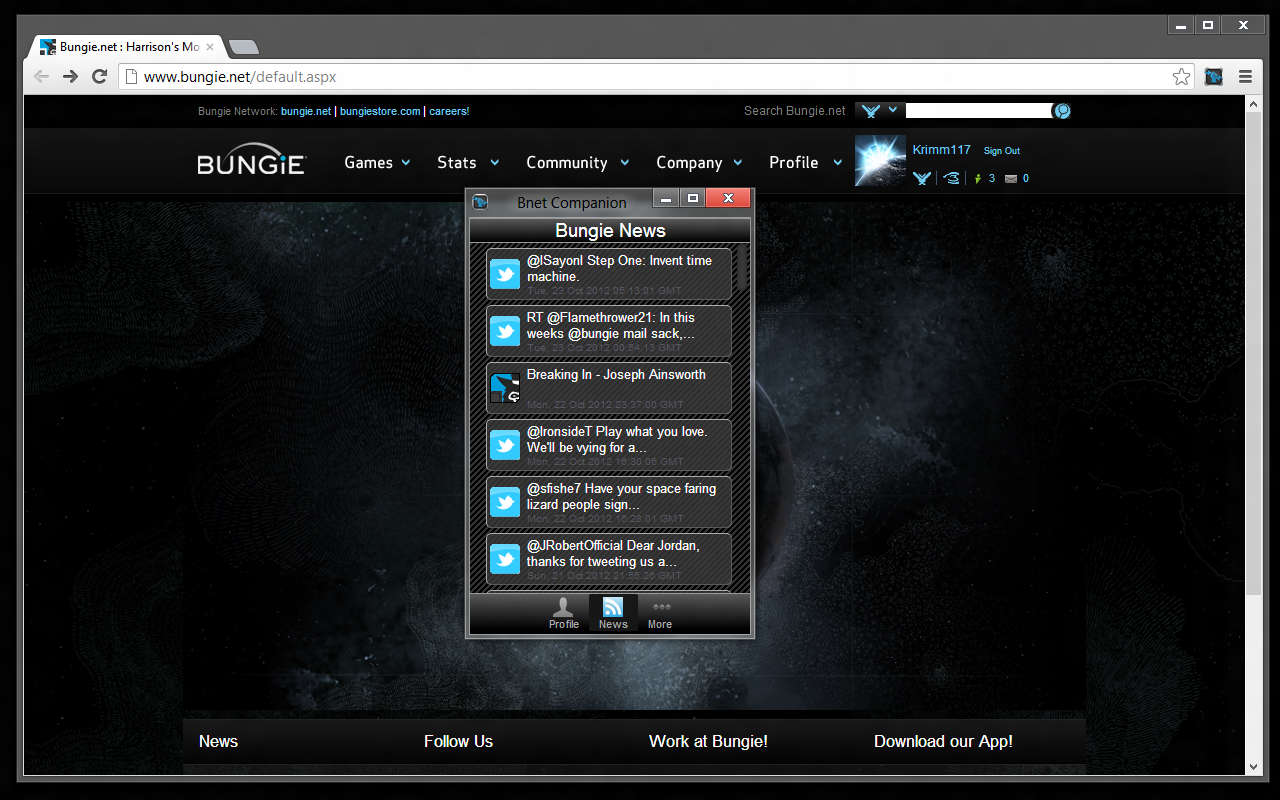 Bungie.net : Harrison's Mo
www.bungie.net/default.aspx
Bungie Network: bungie.net | bungiestore.com | careers!
Search Bungie.net
BUNGiE
Games
Stats
Community
Company
Profile
Krimm117
Sign Out
3
0
Bnet Companion
Bungie News
@ISayonI Step One: Invent time
machine.
Tue, 23 Oct 2012 05:13:01 GMT
RT @Flamethrower21: In this
weeks @bungie mail sack,...
Tue, 23 Oct 2012 00:54:13 GMT
Breaking In - Joseph Ainsworth
Mon, 22 Oct 2012 23:37:00 GMT
@IronsideT Play what you love.
We'll be vying for a...
Mon, 22 Oct 2012 16:30:06 GMT
@sfishe7 Have your space faring
lizard people sign...
Mon, 22 Oct 2012 16:28:01 GMT
@JRobertOfficial Dear Jordan,
thanks for tweeting us a...
Sun, 21 Oct 2012 21:55:26 GMT
Profile
News
More
News
Follow Us
Work at Bungie!
Download our App!